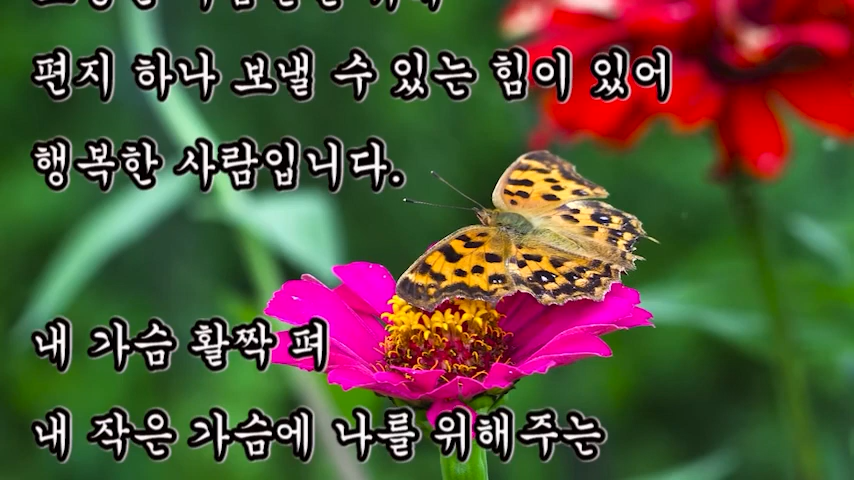 편지 하나 보낼 수 있는 힘이 있어
행복한 사람입니다.
내 가슴 활짝 펴
내 작은 가슴에 나를 위해주는